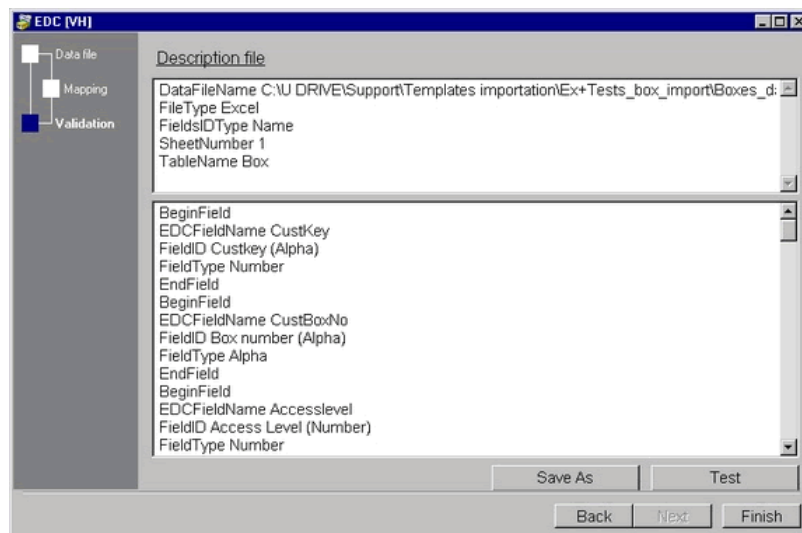 EDC [VH]
Data file
Mapping
Validation
Description file
DataFileName C:\U DRIVE\Support\Templates importation\Ex+Tests_box_import\Boxes_d
FileType Excel
FieldsIDType Name
SheetNumber 1
TableName Box
BeginField
EDCFieldName CustKey
FieldID Custkey (Alpha)
FieldType Number
EndField
BeginField
EDCFieldName CustBoxNo
FieldID Box number (Alpha)
FieldType Alpha
EndField
BeginField
EDCFieldName Accesslevel
FieldID Access Level (Number)
FieldType Number
Save As Test
Back Next Finish